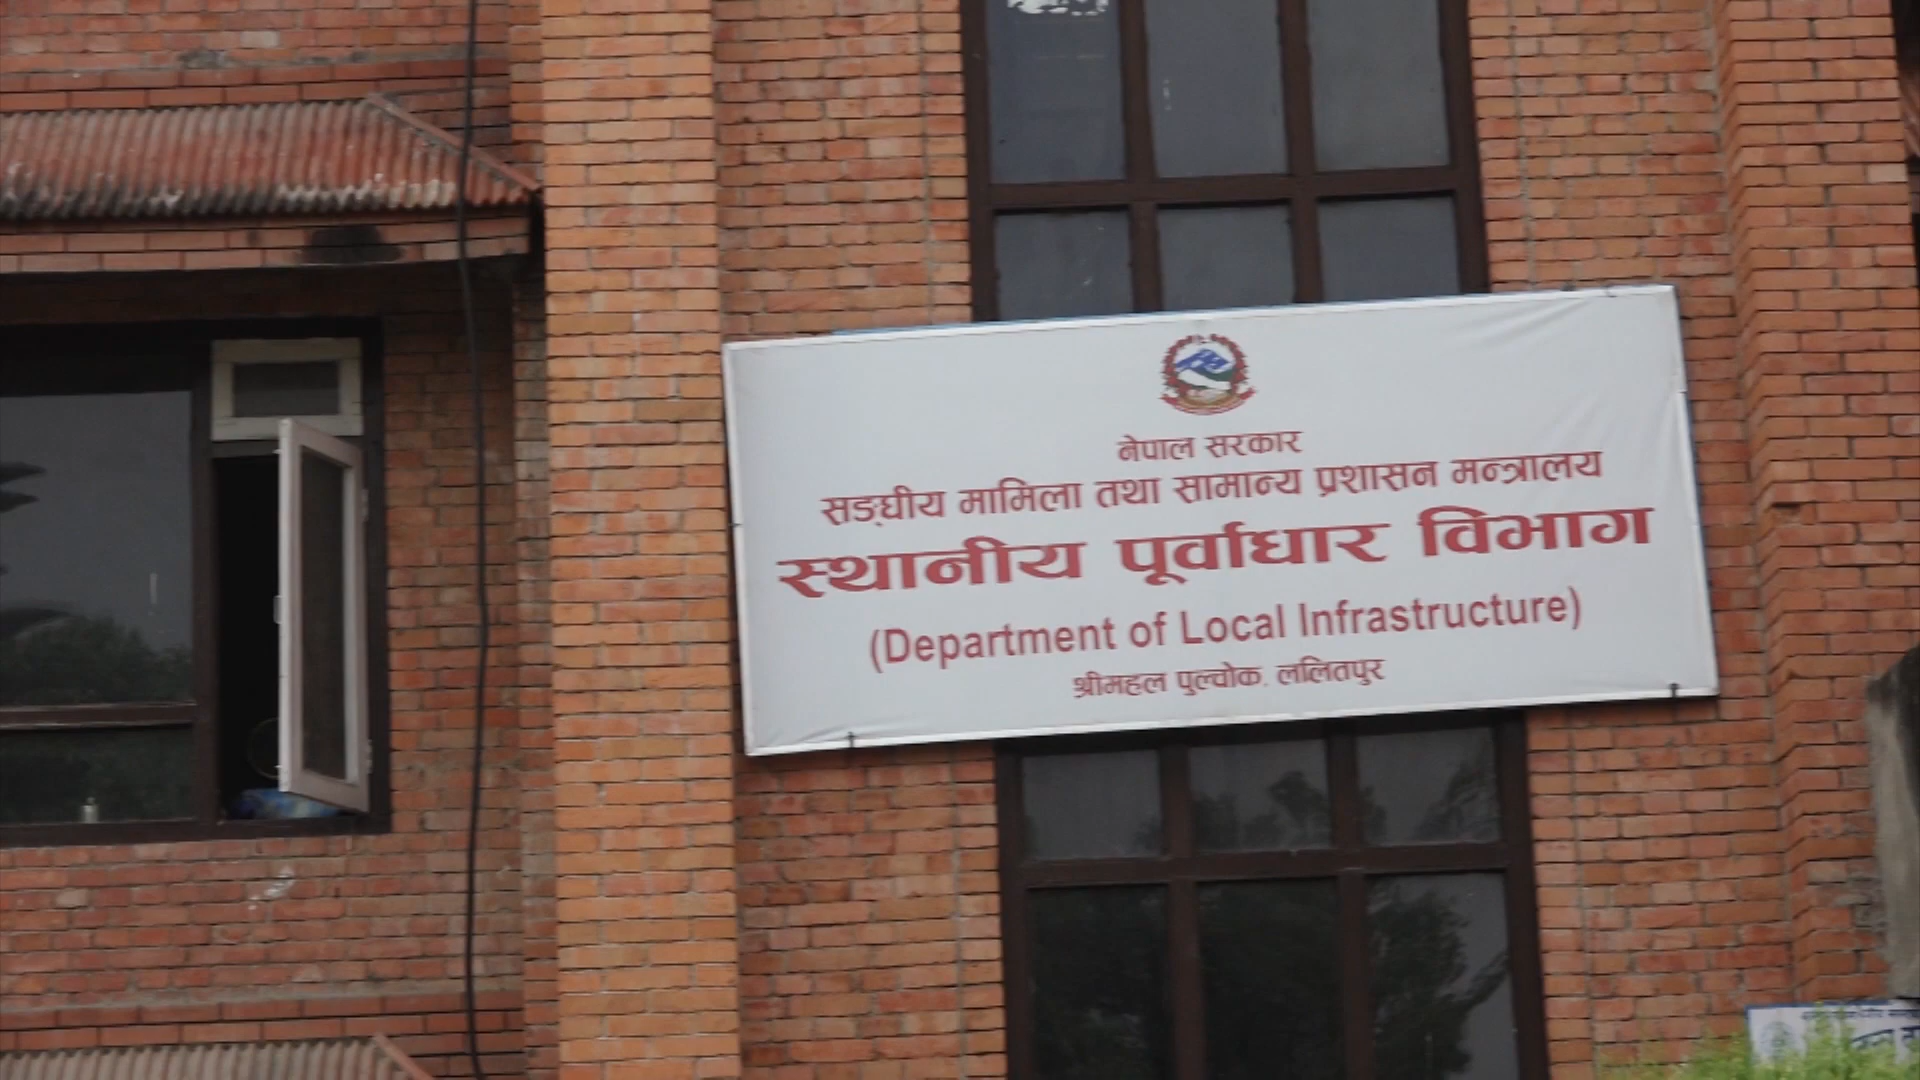 नेपाल सरकार
सङ्घीय मामिला तथा सामान्य प्रशासन मन्त्रालय
स्थानीय पूर्वाधार विभाग
(Department of Local Infrastructure)
श्रीमहल पुल्चोक, ललितपुर